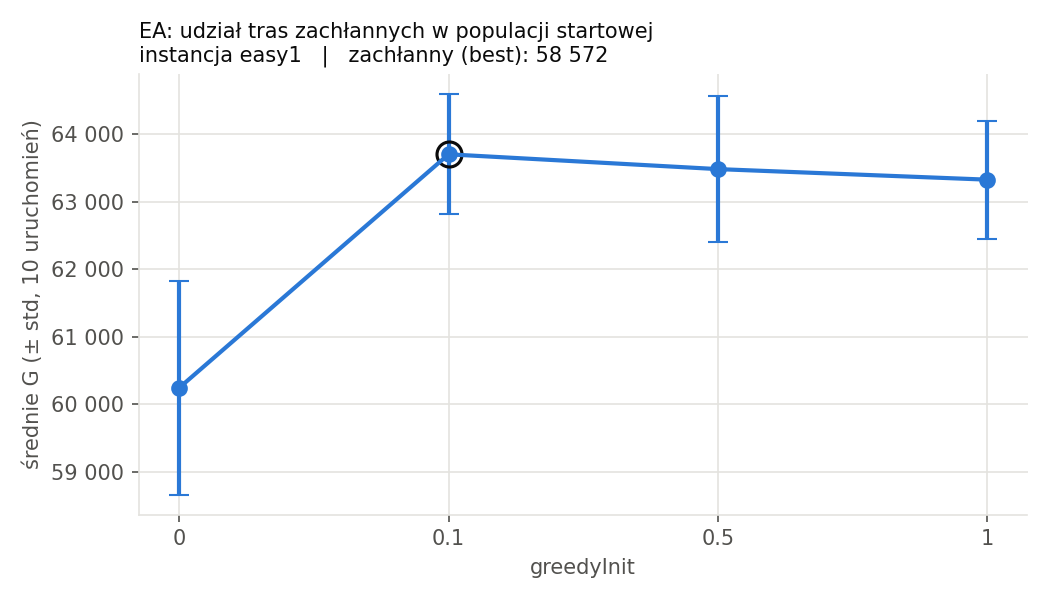 EA: udział tras zachłannych w populacji startowej
instancja easy1 | zachłanny (best): 58 572
średnie G (± std, 10 uruchomień)
64 000
63 000
62 000
61 000
60 000
59 000
0
0.1
0.5
1
greedyInit